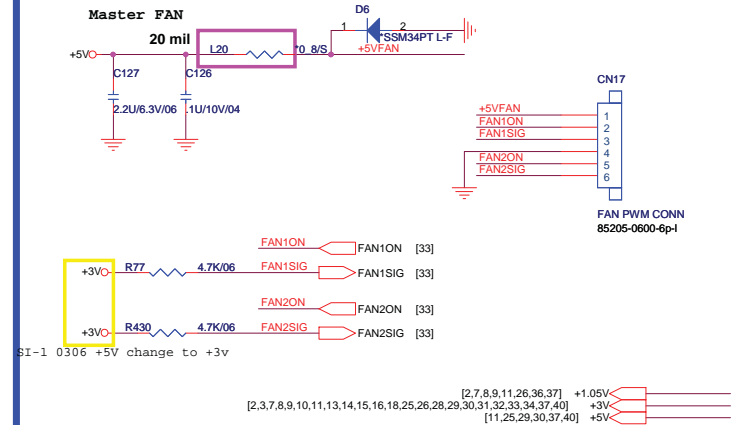 Master FAN
20 mil
+5V
L20
*0_8/S
D6
1
2
*SSM34PT L-F
+5VFAN
C127
C126
2.2U/6.3V/06
.1U/10V/04
CN17
+5VFAN
1
FAN1ON
2
FAN1SIG
3
4
FAN2ON
5
FAN2SIG
6
FAN PWM CONN
85205-0600-6p-l
FAN1ON
FAN1ON [33]
+3V
R77
4.7K/06
FAN1SIG
FAN1SIG [33]
FAN2ON
FAN2ON [33]
+3V
R430
4.7K/06
FAN2SIG
FAN2SIG [33]
SI-1 0306 +5V change to +3v
[2,7,8,9,11,26,36,37] +1.05V
[2,3,7,8,9,10,11,13,14,15,16,18,25,26,28,29,30,31,32,33,34,37,40] +3V
[11,25,29,30,37,40] +5V